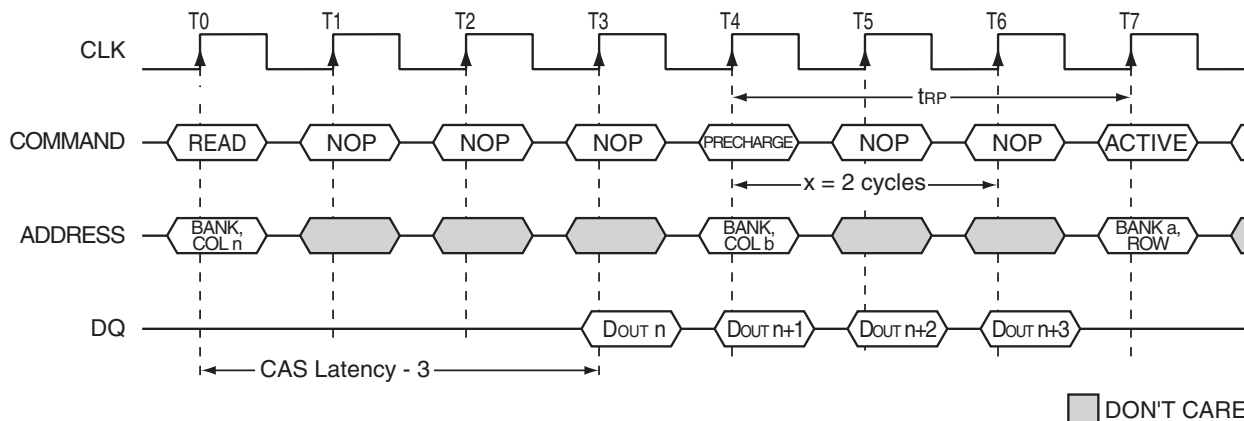 T0 T1 T2 T3 T4 T5 T6 T7
CLK
tRP
COMMAND READ NOP NOP NOP PRECHARGE NOP NOP ACTIVE
x = 2 cycles
ADDRESS BANK, COL n BANK, COL b BANK a, ROW
DQ DOUT n DOUT n+1 DOUT n+2 DOUT n+3
CAS Latency - 3
DON'T CARE